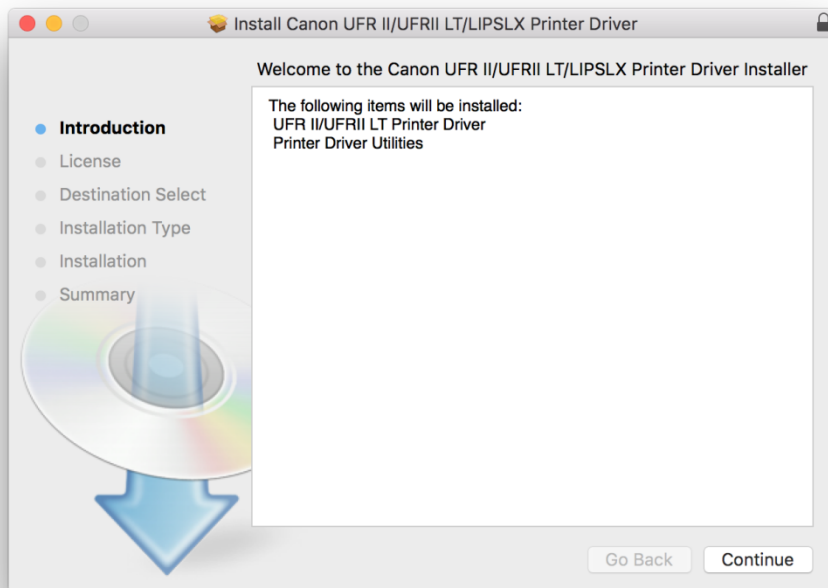 Install Canon UFR II/UFRII LT/LIPSLX Printer Driver
Welcome to the Canon UFR II/UFRII LT/LIPSLX Printer Driver Installer
Introduction
License
Destination Select
Installation Type
Installation
Summary
The following items will be installed:
UFR II/UFRII LT Printer Driver
Printer Driver Utilities
Go Back
Continue